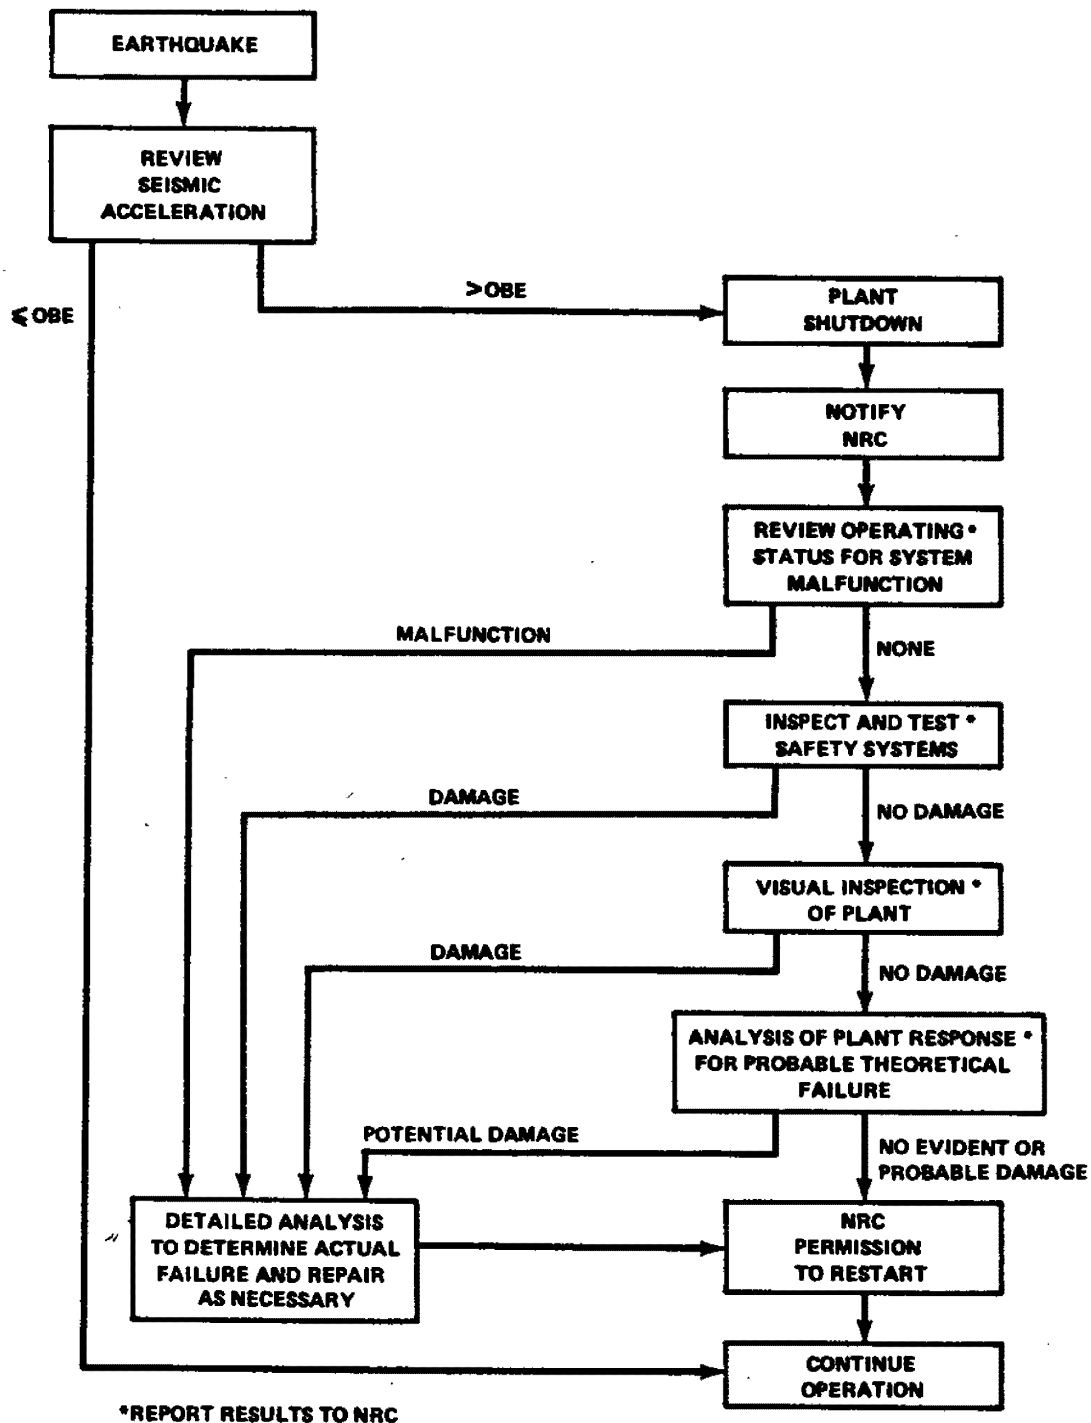 EARTHQUAKE
REVIEW
SEISMIC
ACCELERATION
⩽ OBE
>OBE
PLANT
SHUTDOWN
NOTIFY
NRC
REVIEW OPERATING*
STATUS FOR SYSTEM
MALFUNCTION
MALFUNCTION
NONE
INSPECT AND TEST *
SAFETY SYSTEMS
DAMAGE
NO DAMAGE
VISUAL INSPECTION *
OF PLANT
DAMAGE
NO DAMAGE
ANALYSIS OF PLANT RESPONSE *
FOR PROBABLE THEORETICAL
FAILURE
POTENTIAL DAMAGE
NO EVIDENT OR
PROBABLE DAMAGE
DETAILED ANALYSIS
TO DETERMINE ACTUAL
FAILURE AND REPAIR
AS NECESSARY
NRC
PERMISSION
TO RESTART
CONTINUE
OPERATION
*REPORT RESULTS TO NRC